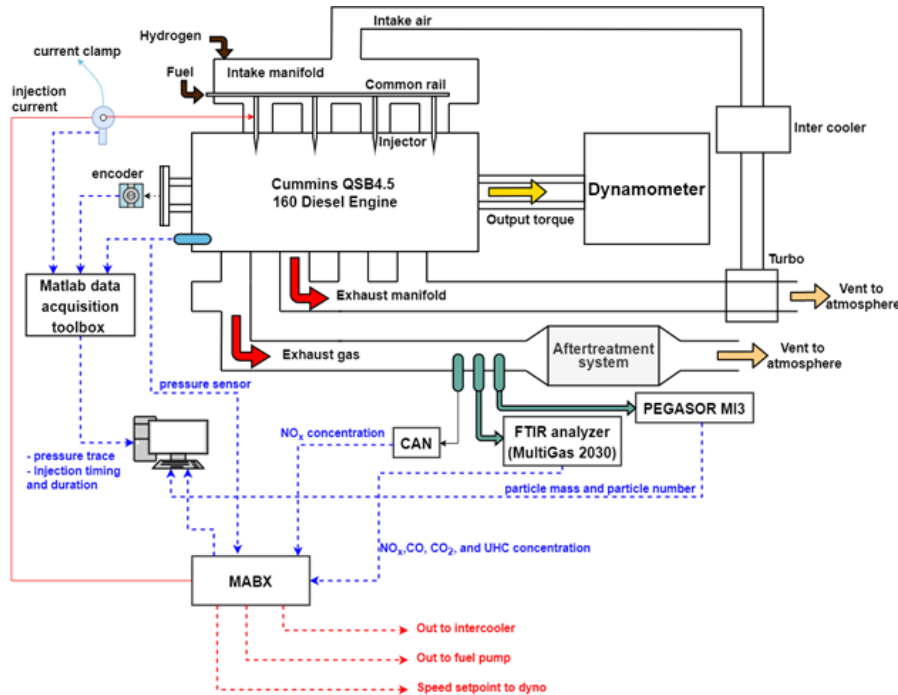 Intake air
Hydrogen
current clamp
Intake manifold
Fuel
Common rail
injection
current
Inter cooler
Injector
encoder
Cummins QSB4.5
160 Diesel Engine
Dynamometer
Output torque
Turbo
Matlab data
acquisition
toolbox
Exhaust manifold
Vent to
atmosphere
Exhaust gas
Aftertreatment
system
Vent to
atmosphere
pressure sensor
PEGASOR MI3
NOx concentration
CAN
FTIR analyzer
(MultiGas 2030)
- pressure trace
- Injection timing
and duration
particle mass and particle number
NOx,CO, CO2, and UHC concentration
MABX
Out to intercooler
Out to fuel pump
Speed setpoint to dyno